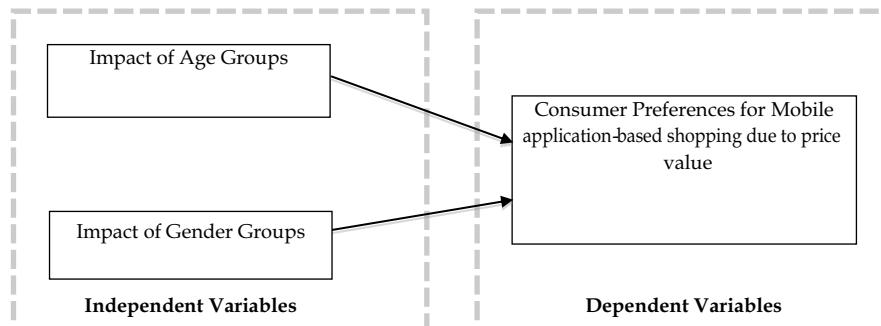 Impact of Age Groups
Consumer Preferences for Mobile
application-based shopping due to price
value
Impact of Gender Groups
Independent Variables
Dependent Variables